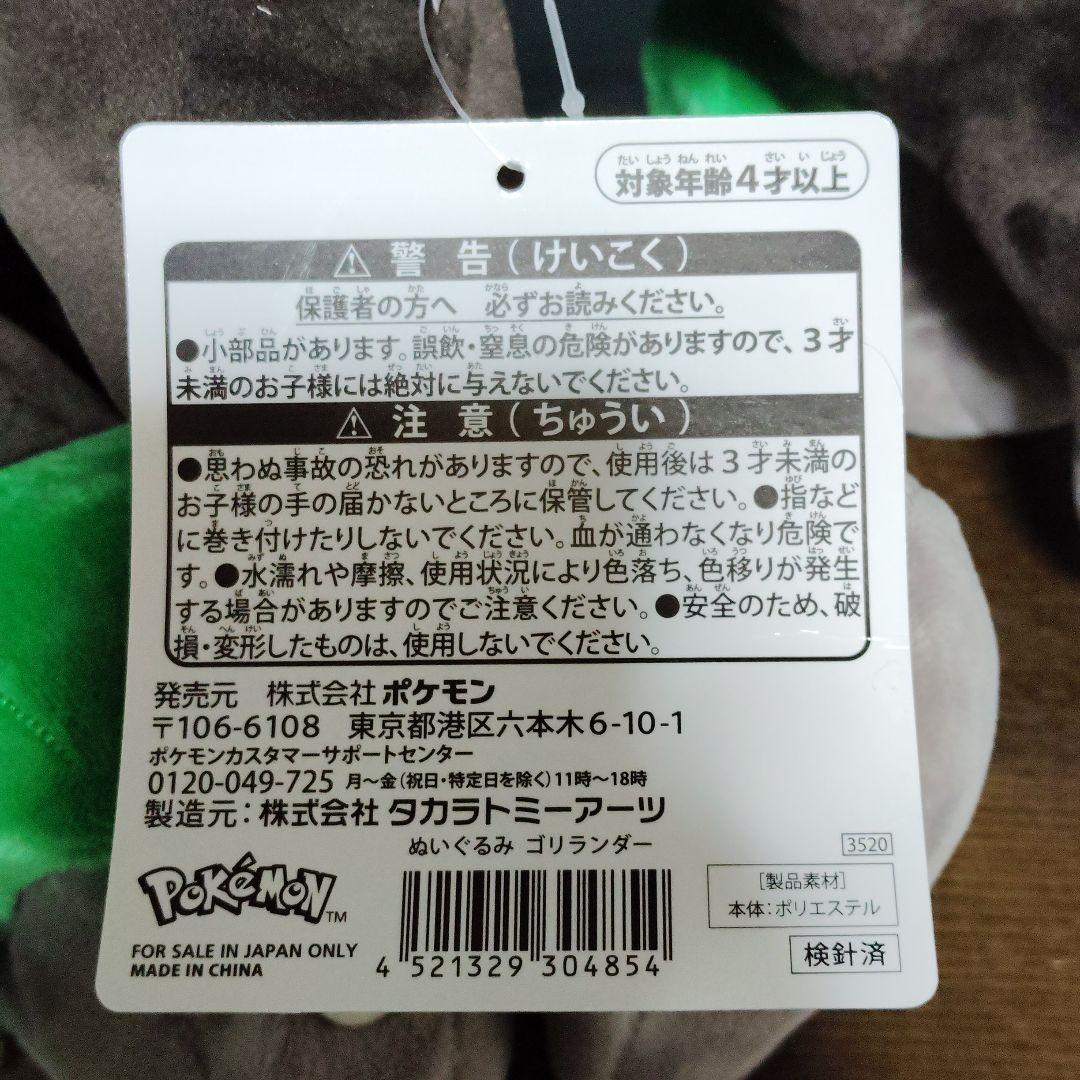 対象年齢4才以上
警告(けいこく)
保護者の方へ 必ずお読みください。
●小部品があります。誤飲・窒息の危険がありますので、3才
未満のお子様には絶対に与えないでください。
注意(ちゅうい)
●思わぬ事故の恐れがありますので、使用後は3才未満の
お子様の手の届かないところに保管してください。●指など
に巻き付けたりしないでください。血が通わなくなり危険で
す。●水濡れや摩擦、使用状況により色落ち、色移りが発生
する場合がありますのでご注意ください。●安全のため、破
損・変形したものは、使用しないでください。
発売元 株式会社ポケモン
〒106-6108 東京都港区六本木6-10-1
ポケモンカスタマーサポートセンター
0120-049-725 月～金(祝日・特定日を除く)11時～18時
製造元:株式会社 タカラトミーアーツ
ぬいぐるみ ゴリランダー
3520
[製品素材]
本体:ポリエステル
検針済
POKéMON TM
FOR SALE IN JAPAN ONLY
MADE IN CHINA
4 521329 304854